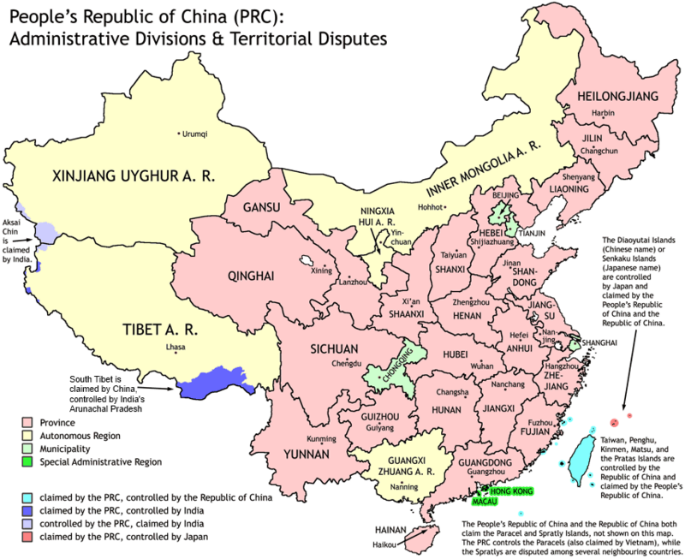 People's Republic of China (PRC):
Administrative Divisions & Territorial Disputes
HEILONGJIANG
Harbin
JILIN
Changchun
Urumqi
XINJIANG UYGHUR A. R.
INNER MONGOLIA A. R.
Shenyang
LIAONING
GANSU
NINGXIA
HUI A.R.
Yin-
chuan
Hohhot
BEIJING
TIANJIN
HEBEI
Shijiazhuang
Aksai
Chin
is
claimed
by India.
The Diaoyutai Islands
(Chinese name) or
Senkaku Islands
(Japanese name)
are controlled
by Japan and
claimed by the
People's Republic
of China and the
Republic of China.
QINGHAI
Xining
Lanzhou
Taiyuan
SHANXI
Jinan
SHAN-
DONG
Xi'an
SHAANXI
Zhengzhou
HENAN
JIANG-
SU
Nan-
jing
SHANGHAI
Hefei
ANHUI
TIBET A. R.
Lhasa
SICHUAN
Chengdu
CHONGQING
HUBEI
Wuhan
Hangzhou
ZHE-
JIANG
South Tibet is
claimed by China,
controlled by India's
Arunachal Pradesh
Changsha
HUNAN
Nanchang
JIANGXI
GUIZHOU
Guiyang
Fuzhou
FUJIAN
Kunming
YUNNAN
GUANGXI
ZHUANG A. R.
Nanning
GUANGDONG
Guangzhou
HONG KONG
MACAU
HAINAN
Haikou
Taiwan, Penghu,
Kinmen, Matsu, and
the Pratas Islands are
controlled by the
Republic of China and
claimed by the People's
Republic of China.
Province
Autonomous Region
Municipality
Special Administrative Region
claimed by the PRC, controlled by the Republic of China
claimed by the PRC, controlled by India
controlled by the PRC, claimed by India
claimed by the PRC, controlled by Japan
The People's Republic of China and the Republic of China both
claim the Paracel and Spratly Islands, not shown on this map.
The PRC controls the Paracels (also claimed by Vietnam), while
the Spratlys are disputed among several neighbouring countries.